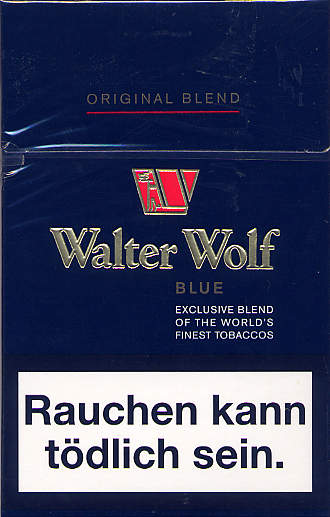 ORIGINAL BLEND
Walter Wolf
BLUE
EXCLUSIVE BLEND
OF THE WORLD'S
FINEST TOBACCOS
Rauchen kann
tödlich sein.